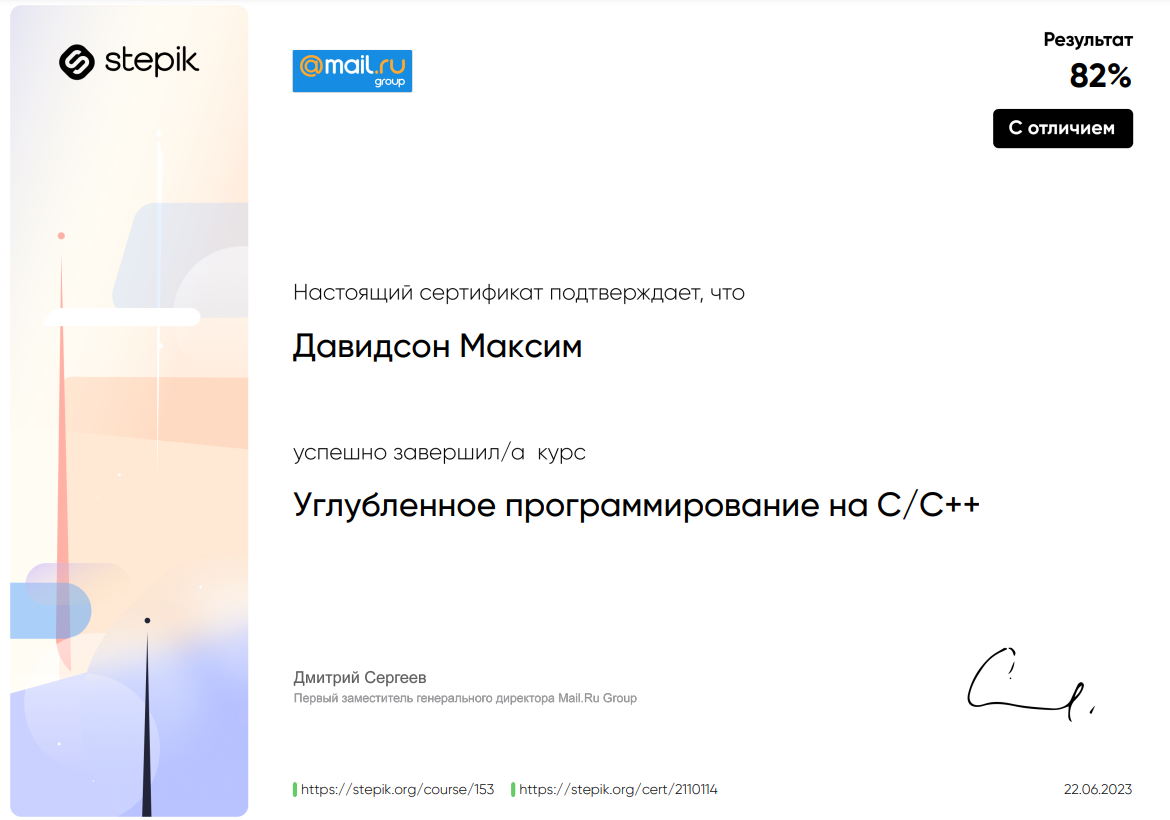 stepik
@mail.ru
group
Результат
82%
С отличием
Настоящий сертификат подтверждает, что
Давидсон Максим
успешно завершил/а курс
Углубленное программирование на C/C++
Дмитрий Сергеев
Первый заместитель генерального директора Mail.Ru Group
https://stepik.org/course/153 https://stepik.org/cert/2110114
22.06.2023